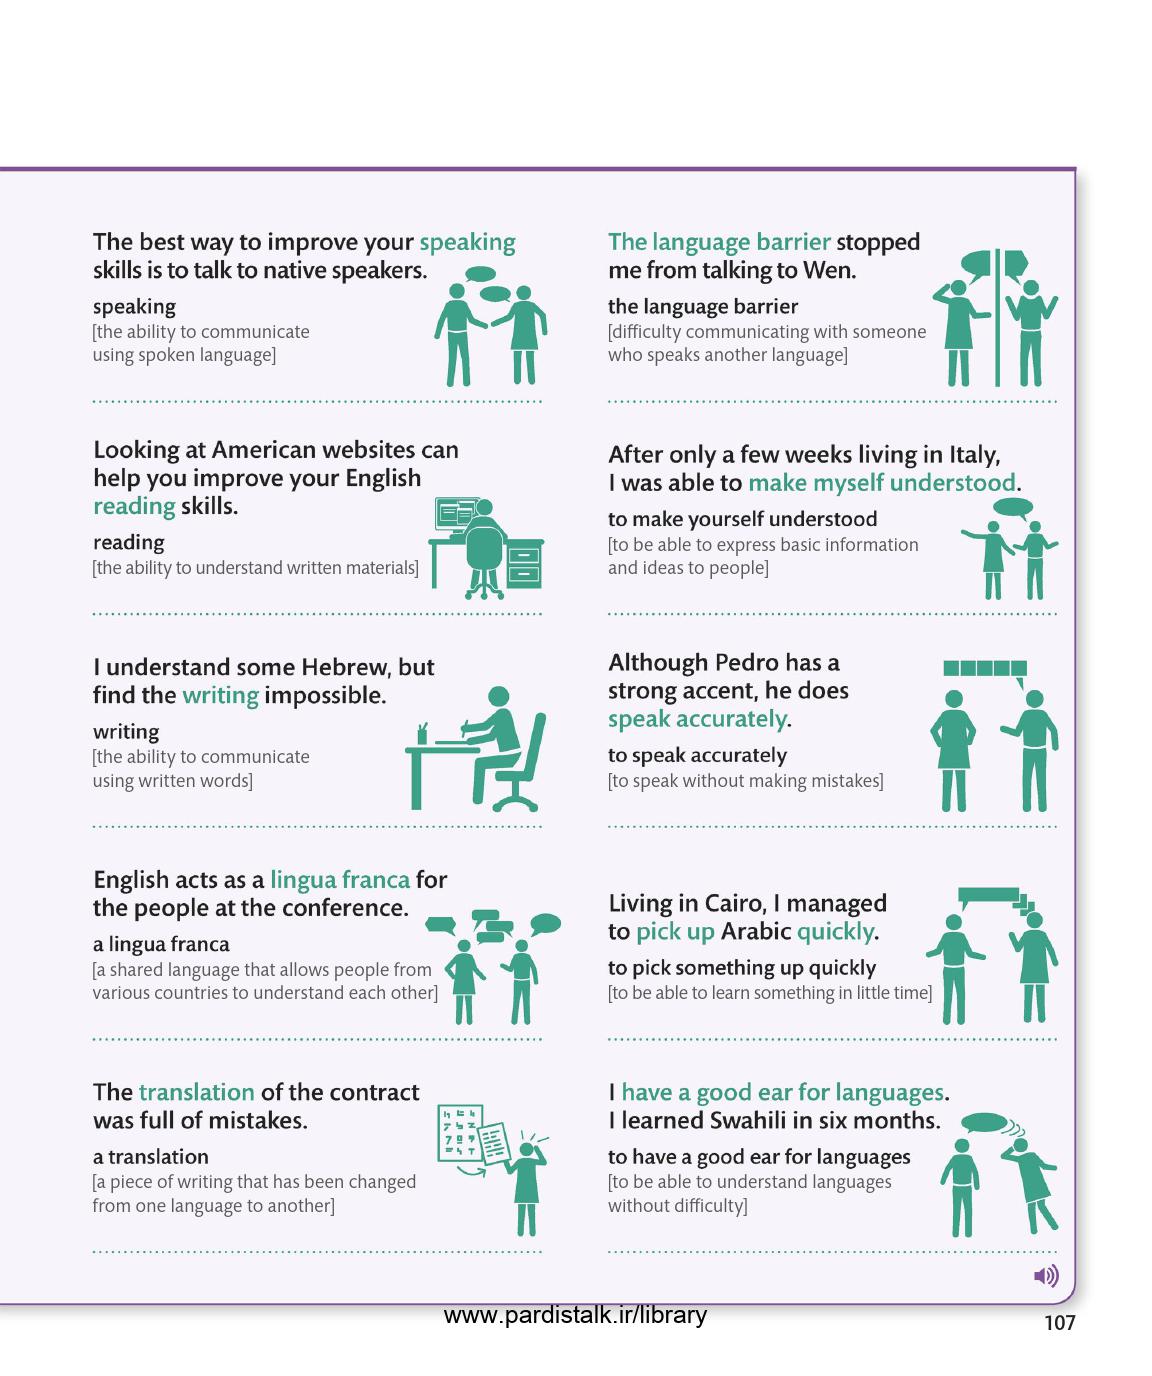 The best way to improve your speaking
skills is to talk to native speakers.
speaking
[the ability to communicate
using spoken language]
Looking at American websites can
help you improve your English
reading skills.
reading
[the ability to understand written materials]
I understand some Hebrew, but
find the writing impossible.
writing
[the ability to communicate
using written words]
English acts as a lingua franca for
the people at the conference.
a lingua franca
[a shared language that allows people from
various countries to understand each other]
The translation of the contract
was full of mistakes.
a translation
[a piece of writing that has been changed
from one language to another]
The language barrier stopped
me from talking to Wen.
the language barrier
[difficulty communicating with someone
who speaks another language]
After only a few weeks living in Italy,
I was able to make myself understood.
to make yourself understood
[to be able to express basic information
and ideas to people]
Although Pedro has a
strong accent, he does
speak accurately.
to speak accurately
[to speak without making mistakes]
Living in Cairo, I managed
to pick up Arabic quickly.
to pick something up quickly
[to be able to learn something in little time]
I have a good ear for languages.
I learned Swahili in six months.
to have a good ear for languages
[to be able to understand languages
without difficulty]
www.pardistalk.ir/library
107